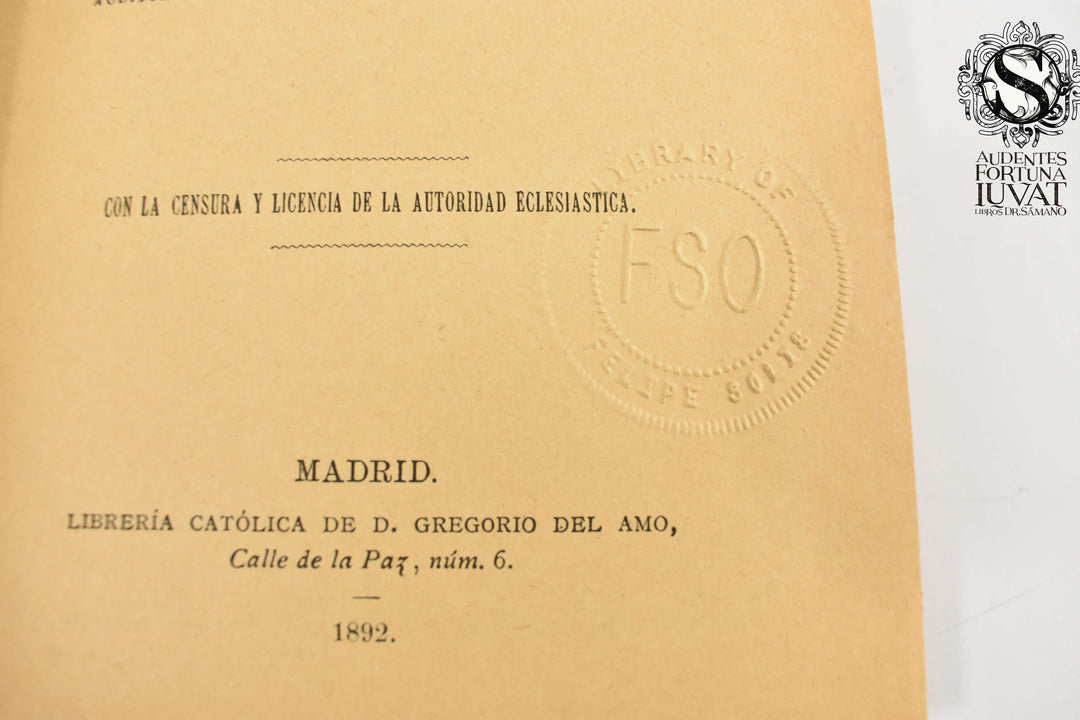 CON LA CENSURA Y LICENCIA DE LA AUTORIDAD ECLESIASTICA.
LIBRARY OF
FSO
FELIPE SOLIS
MADRID.
LIBRERÍA CATÓLICA DE D. GREGORIO DEL AMO,
Calle de la Paz, núm. 6.
1892.
S
AUDENTES
FORTUNA
IUVAT
LIBROS DR. SÁMANO